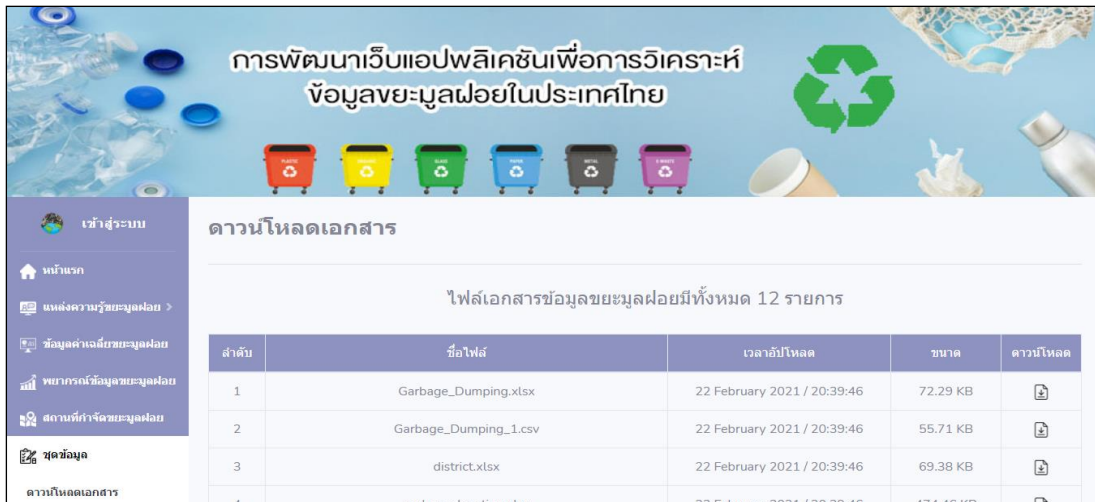 การพัฒนาเว็บแอปพลิเคชันเพื่อการวิเคราะห์
ข้อมูลขยะมูลฝอยในประเทศไทย
PLASTIC
ORGANIC
GLASS
PAPER
METAL
E-WASTE
เข้าสู่ระบบ
หน้าแรก
แหล่งความรู้ขยะมูลฝอย >
ข้อมูลค่าเฉลี่ยขยะมูลฝอย
พยากรณ์ข้อมูลขยะมูลฝอย
สถานที่กำจัดขยะมูลฝอย
ชุดข้อมูล
ดาวน์โหลดเอกสาร
ดาวน์โหลดเอกสาร
ไฟล์เอกสารข้อมูลขยะมูลฝอยมีทั้งหมด 12 รายการ
ลำดับ ชื่อไฟล์ เวลาอัปโหลด ขนาด ดาวน์โหลด
1 Garbage_Dumping.xlsx 22 February 2021 / 20:39:46 72.29 KB
2 Garbage_Dumping_1.csv 22 February 2021 / 20:39:46 55.71 KB
3 district.xlsx 22 February 2021 / 20:39:46 69.38 KB